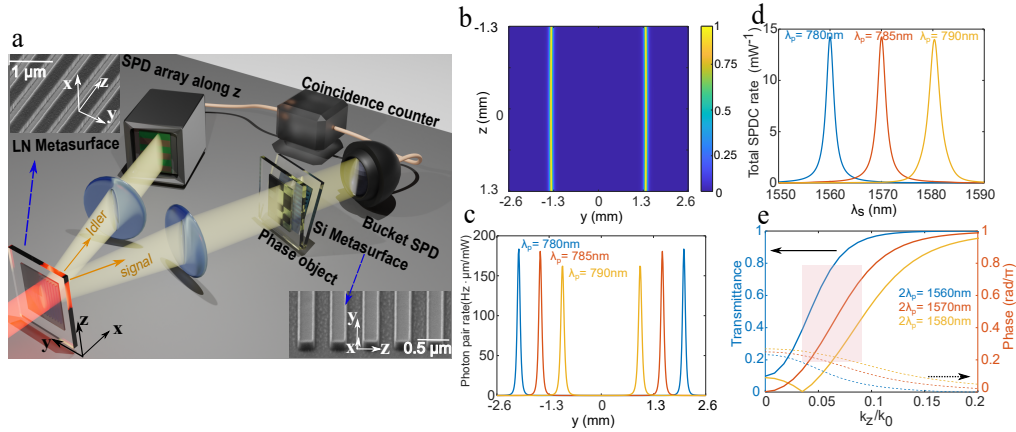 a
1 μm
x
z
y
LN Metasurface
SPD array along z
Coincidence counter
Idler
signal
Bucket SPD
Si Metasurface
Phase object
z
x
y
y
x
z
0.5 μm
b
-1.3
0
1.3
z (mm)
-2.6
-1.3
0
1.3
2.6
y (mm)
1
0.75
0.5
0.25
0
c
Photon pair rate(Hz · μm/mW)
200
150
100
50
0
λp= 780nm
λp= 785nm
λp= 790nm
-2.6
-1.3
0
1.3
2.6
y (mm)
d
Total SPDC rate (mW⁻¹)
15
10
5
0
λp= 780nm
λp= 785nm
λp= 790nm
1550
1560
1570
1580
1590
λs (nm)
e
Transmittance
1
0.8
0.6
0.4
0.2
0
2λp= 1560nm
2λp= 1570nm
2λp= 1580nm
1
0.8
0.6
0.4
0.2
0
Phase (rad/π)
0
0.05
0.1
0.15
0.2
kz/k0